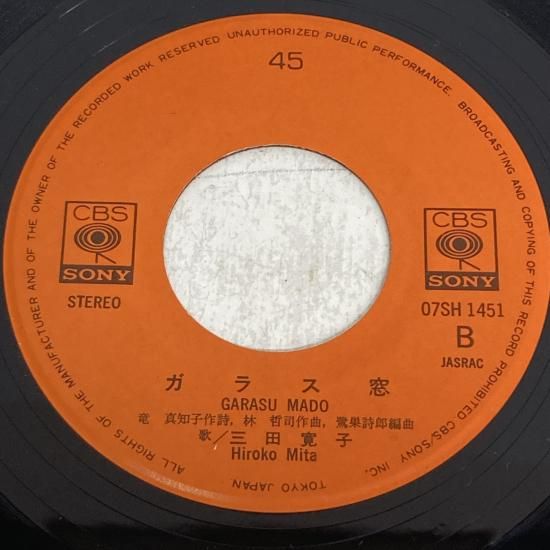 ALL RIGHTS OF THE MANUFACTURER AND OF THE OWNER OF THE RECORDED WORK RESERVED UNAUTHORIZED PUBLIC PERFORMANCE. BROADCASTING AND COPYING OF THIS RECORD PROHIBITED CBS/SONY INC.
TOKYO JAPAN
45
CBS
SONY
STEREO
CBS
SONY
07SH 1451
B
JASRAC
ガラス窓
GARASU MADO
竜 真知子作詩, 林 哲司作曲, 鷺巣詩郎編曲
歌/三田寛子
Hiroko Mita